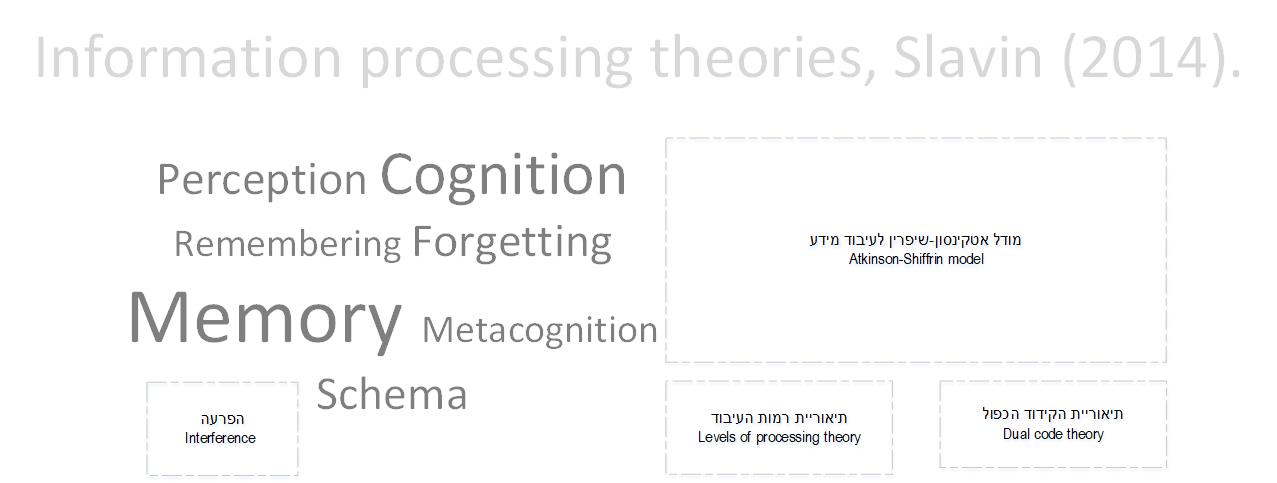 Information processing theories, Slavin (2014).
Perception Cognition
Remembering Forgetting
Memory Metacognition
Schema
מודל אטקינסון-שיפרין לעיבוד מידע
Atkinson-Shiffrin model
הפרעה
Interference
תיאוריית רמות העיבוד
Levels of processing theory
תיאוריית הקידוד הכפול
Dual code theory